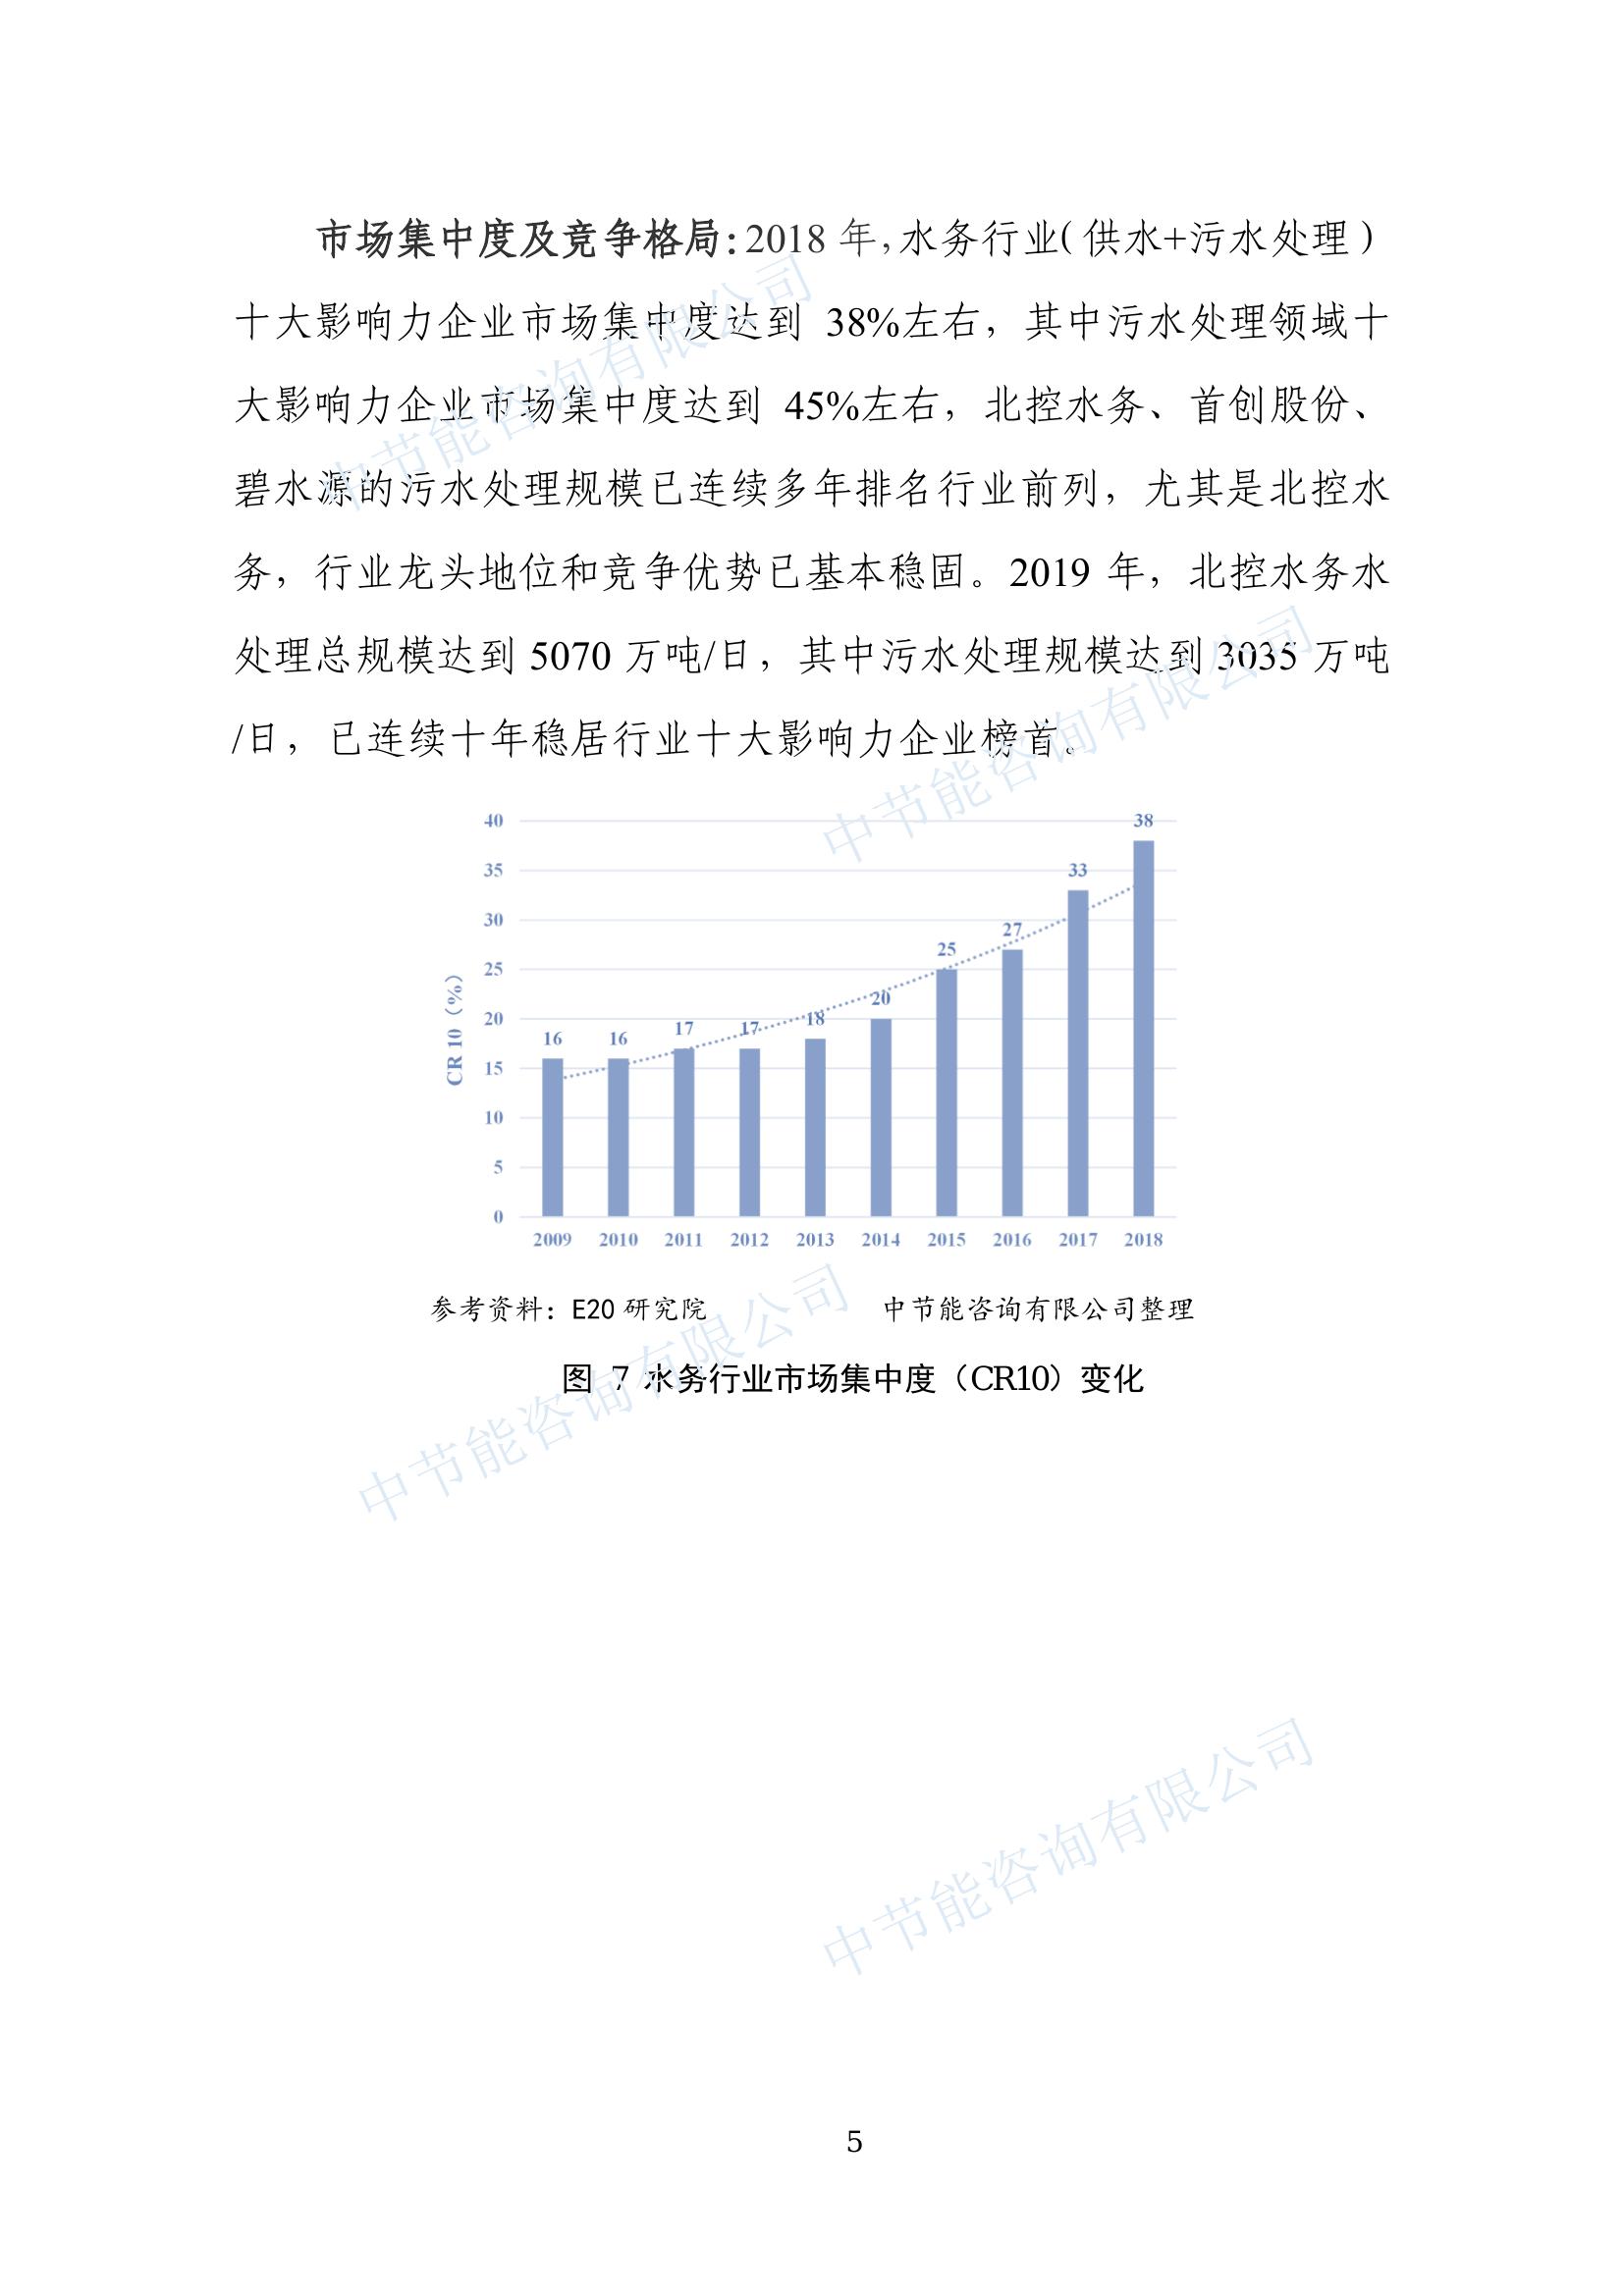 市场集中度及竞争格局：2018 年，水务行业（供水+污水处理）
十大影响力企业市场集中度达到 38%左右，其中污水处理领域十
大影响力企业市场集中度达到 45%左右，北控水务、首创股份、
碧水源的污水处理规模已连续多年排名行业前列，尤其是北控水
务，行业龙头地位和竞争优势已基本稳固。2019 年，北控水务水
处理总规模达到 5070 万吨/日，其中污水处理规模达到 3035 万吨
/日，已连续十年稳居行业十大影响力企业榜首。
中节能咨询有限公司
中节能咨询有限公司
CR 10（%）
40
35
30
25
20
15
10
5
0
16 16 17 17 18 20 25 27 33 38
2009 2010 2011 2012 2013 2014 2015 2016 2017 2018
参考资料：E20 研究院 中节能咨询有限公司整理
图 7 水务行业市场集中度（CR10）变化
中节能咨询有限公司
中节能咨询有限公司
5